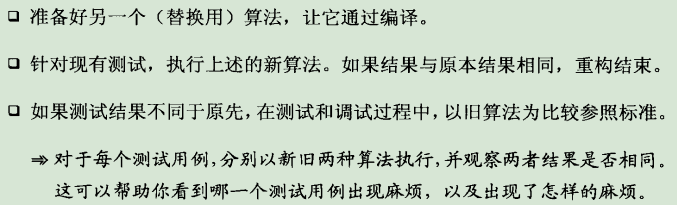 ❑ 准备好另一个（替换用）算法，让它通过编译。
❑ 针对现有测试，执行上述的新算法。如果结果与原本结果相同，重构结束。
❑ 如果测试结果不同于原先，在测试和调试过程中，以旧算法为比较参照标准。
⇒ 对于每个测试用例，分别以新旧两种算法执行，并观察两者结果是否相同。
这可以帮助你看到哪一个测试用例出现麻烦，以及出现了怎样的麻烦。